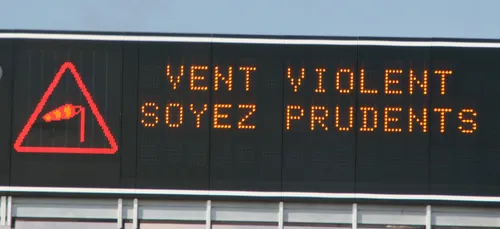 VENT VIOLENT
SOYEZ PRUDENTS